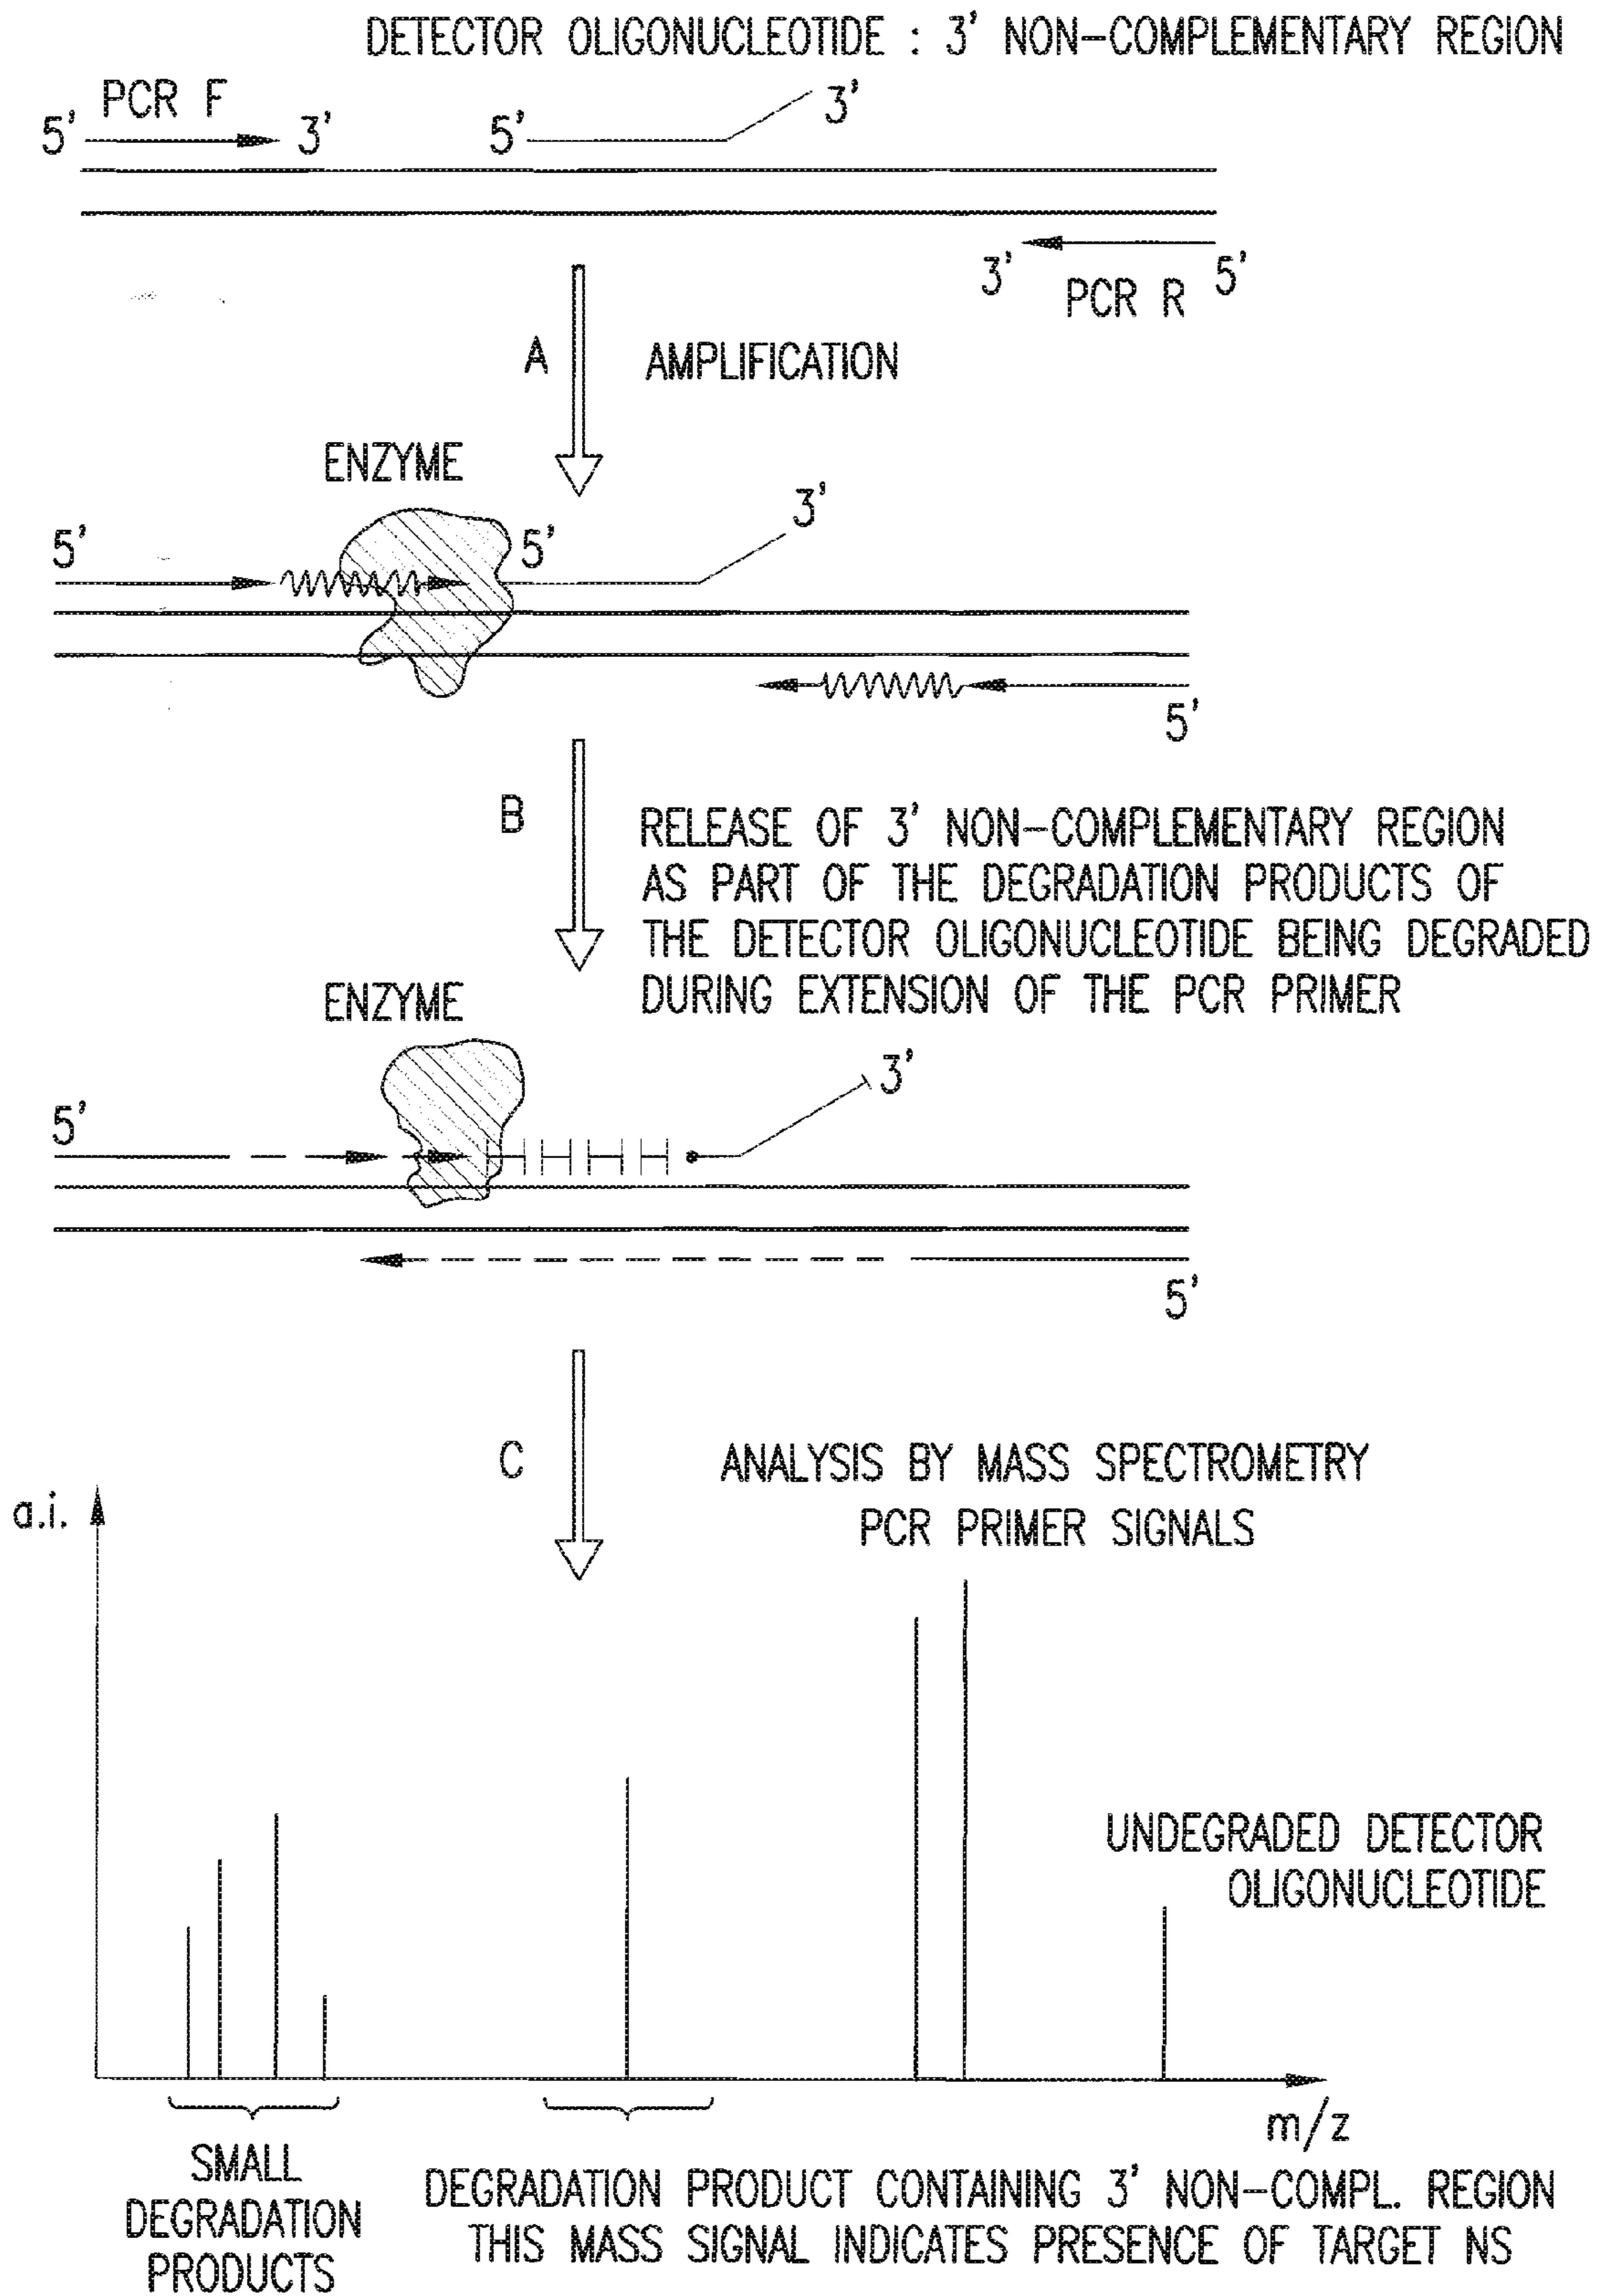 DETECTOR OLIGONUCLEOTIDE : 3' NON-COMPLEMENTARY REGION
PCR F
5' 3' 5' 3'
3' 5'
PCR R
A AMPLIFICATION
ENZYME
5' 5' 3'
5'
B
RELEASE OF 3' NON-COMPLEMENTARY REGION
AS PART OF THE DEGRADATION PRODUCTS OF
THE DETECTOR OLIGONUCLEOTIDE BEING DEGRADED
DURING EXTENSION OF THE PCR PRIMER
ENZYME
5' 3'
5'
C
ANALYSIS BY MASS SPECTROMETRY
PCR PRIMER SIGNALS
a.i.
UNDEGRADED DETECTOR
OLIGONUCLEOTIDE
m/z
SMALL
DEGRADATION
PRODUCTS
DEGRADATION PRODUCT CONTAINING 3' NON-COMPL. REGION
THIS MASS SIGNAL INDICATES PRESENCE OF TARGET NS